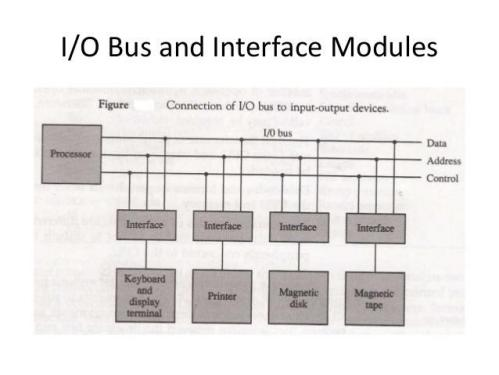 I/O Bus and Interface Modules
Figure
Connection of I/O bus to input-output devices.
I/O bus
Processor
Data
Address
Control
Interface
Interface
Interface
Interface
Keyboard
and
display
terminal
Printer
Magnetic
disk
Magnetic
tape